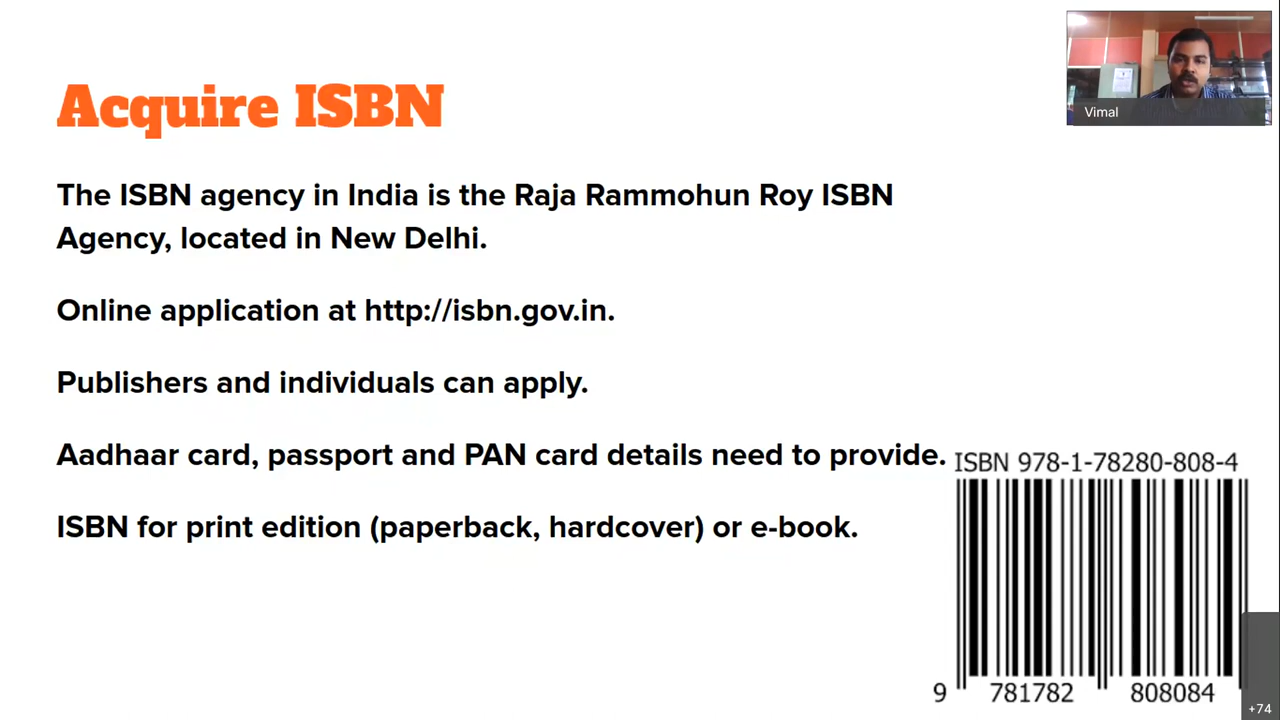 Acquire ISBN
Vimal
The ISBN agency in India is the Raja Rammohun Roy ISBN
Agency, located in New Delhi.
Online application at http://isbn.gov.in.
Publishers and individuals can apply.
Aadhaar card, passport and PAN card details need to provide.
ISBN 978-1-78280-808-4
ISBN for print edition (paperback, hardcover) or e-book.
9 781782 808084
+74